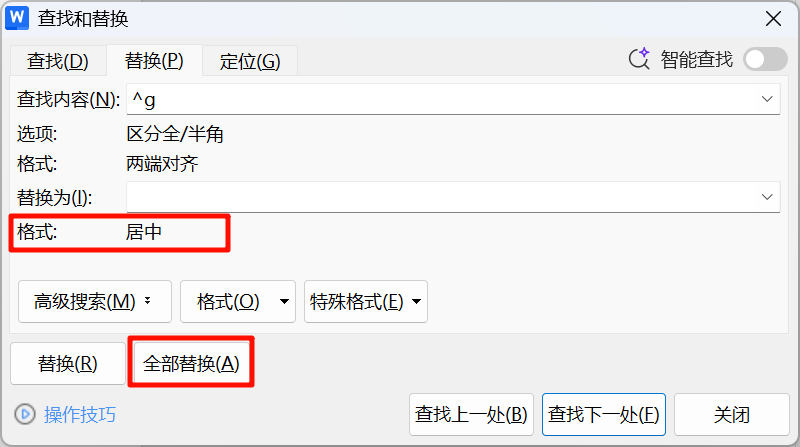 W 查找和替换
查找(D) 替换(P) 定位(G) 智能查找
查找内容(N): ^g
选项: 区分全/半角
格式: 两端对齐
替换为(I):
格式: 居中
高级搜索(M) 格式(O) 特殊格式(E)
替换(R) 全部替换(A)
操作技巧 查找上一处(B) 查找下一处(F) 关闭